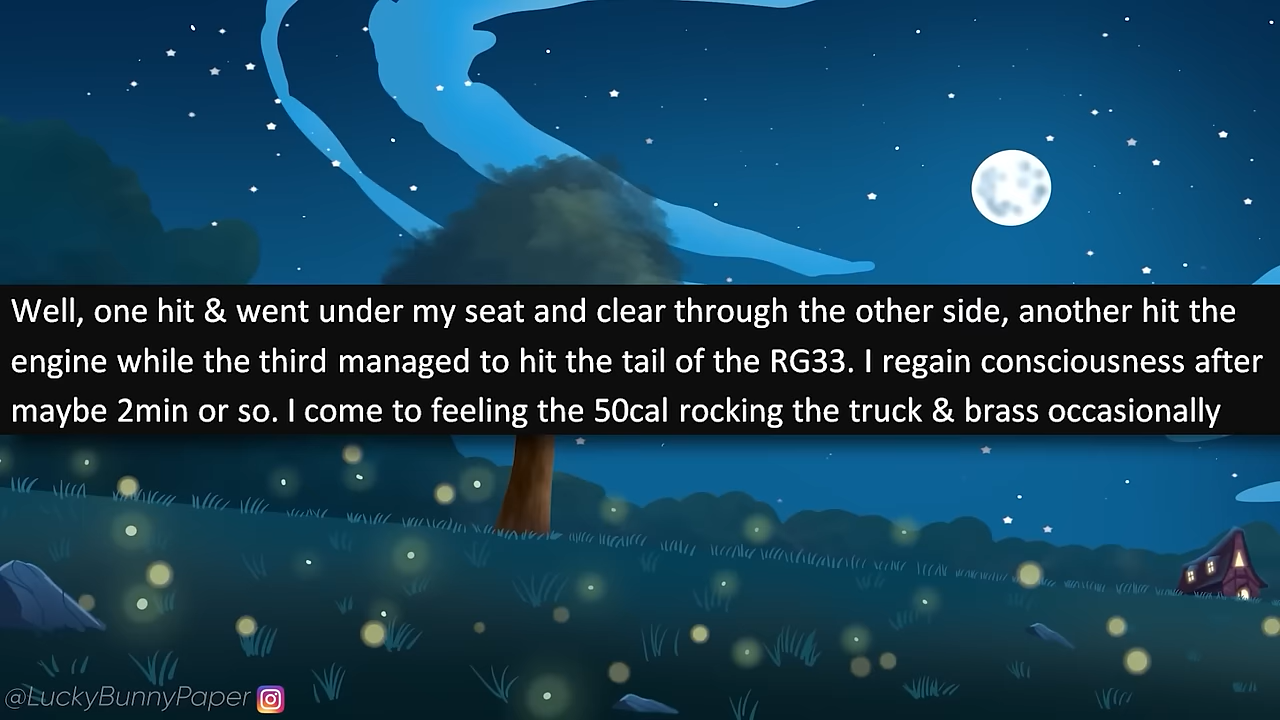 Well, one hit & went under my seat and clear through the other side, another hit the
engine while the third managed to hit the tail of the RG33. I regain consciousness after
maybe 2min or so. I come to feeling the 50cal rocking the truck & brass occasionally
@LuckyBunnyPaper